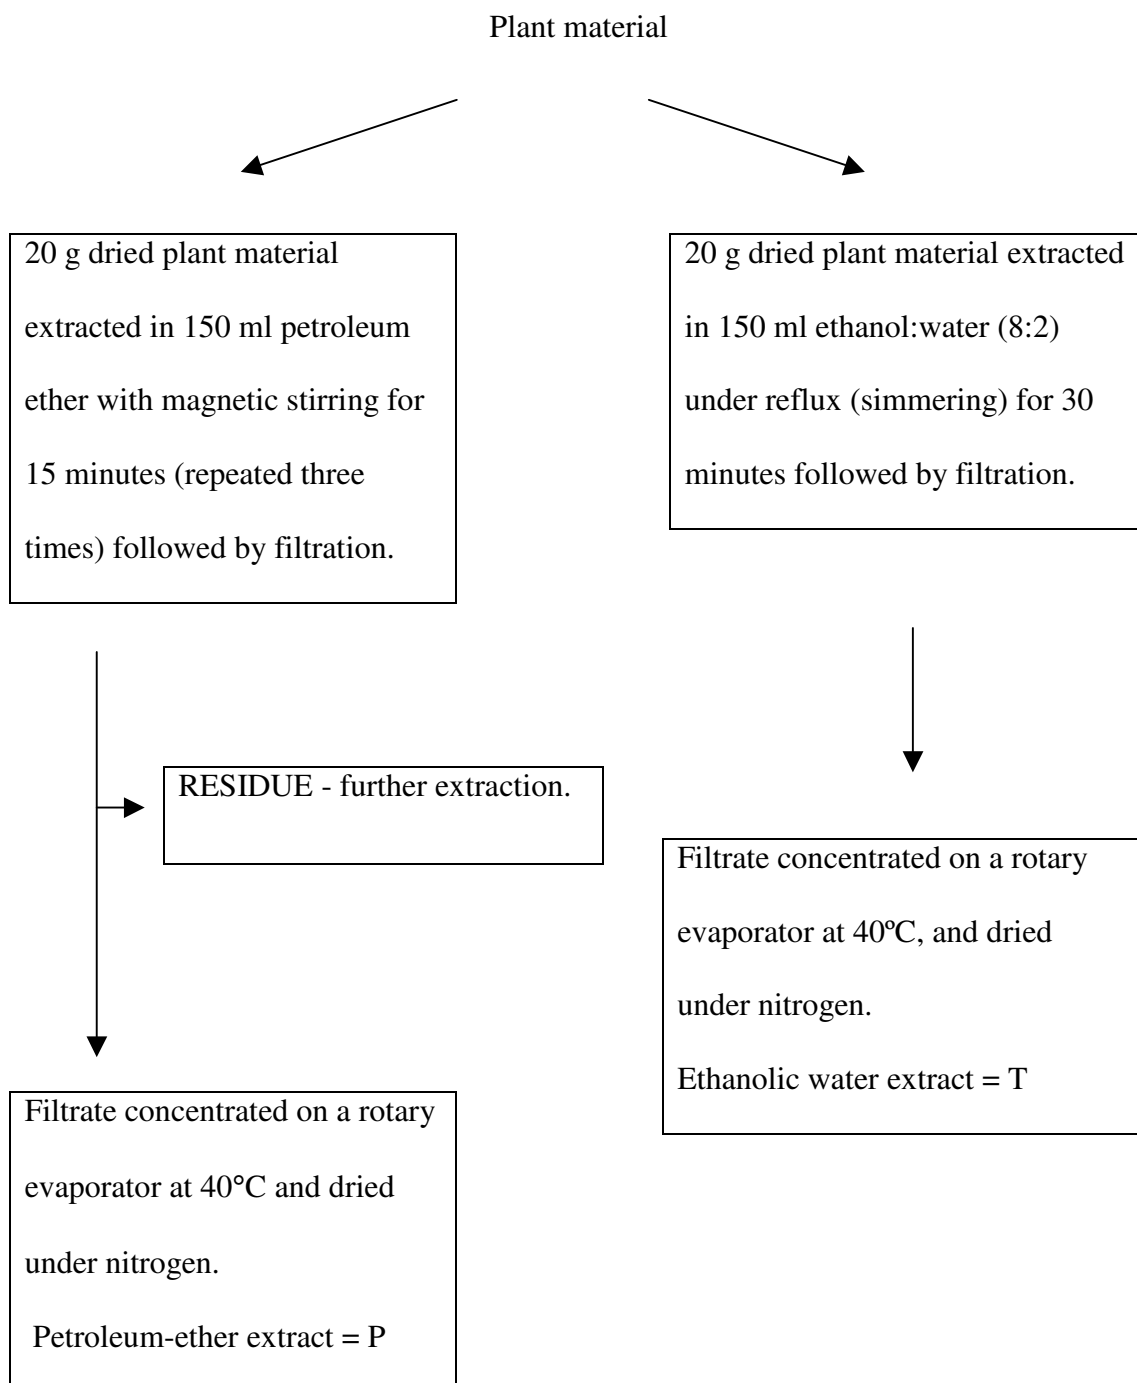 Plant material
20 g dried plant material
extracted in 150 ml petroleum
ether with magnetic stirring for
15 minutes (repeated three
times) followed by filtration.
20 g dried plant material extracted
in 150 ml ethanol:water (8:2)
under reflux (simmering) for 30
minutes followed by filtration.
RESIDUE - further extraction.
Filtrate concentrated on a rotary
evaporator at 40ºC, and dried
under nitrogen.
Ethanolic water extract = T
Filtrate concentrated on a rotary
evaporator at 40°C and dried
under nitrogen.
Petroleum-ether extract = P